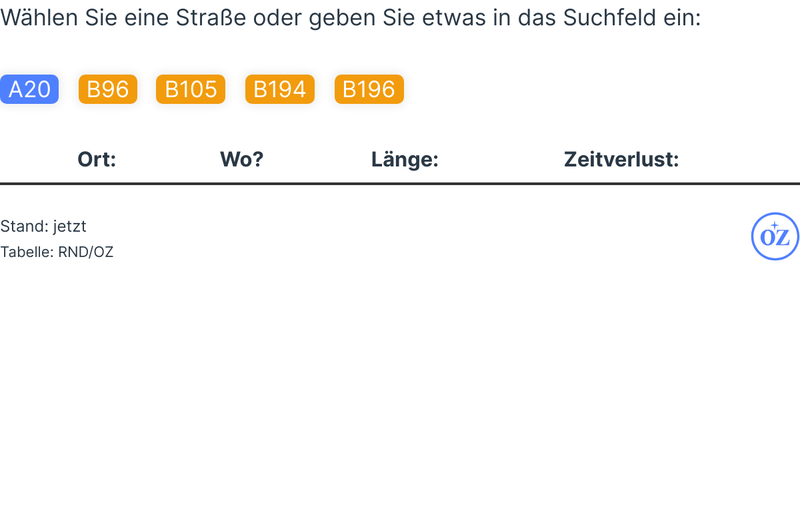 Wählen Sie eine Straße oder geben Sie etwas in das Suchfeld ein:
A20 B96 B105 B194 B196
Ort: Wo? Länge: Zeitverlust:
Stand: jetzt
Tabelle: RND/OZ
OZ